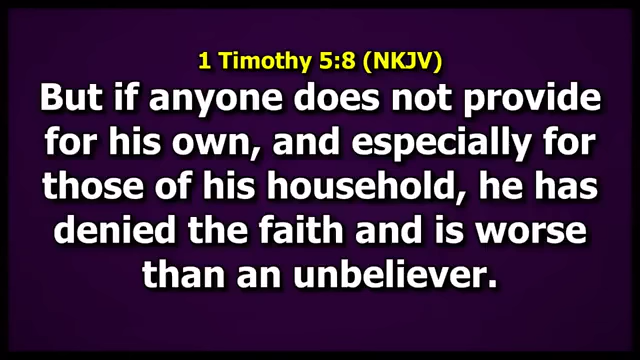 1 Timothy 5:8 (NKJV)
But if anyone does not provide
for his own, and especially for
those of his household, he has
denied the faith and is worse
than an unbeliever.